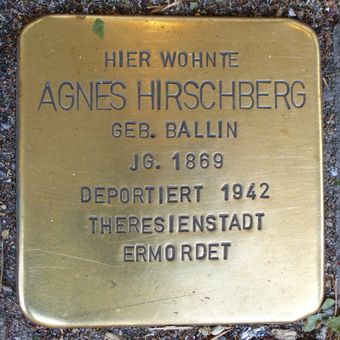 HIER WOHNTE
AGNES HIRSCHBERG
GEB. BALLIN
JG. 1869
DEPORTIERT 1942
THERESIENSTADT
ERMORDET